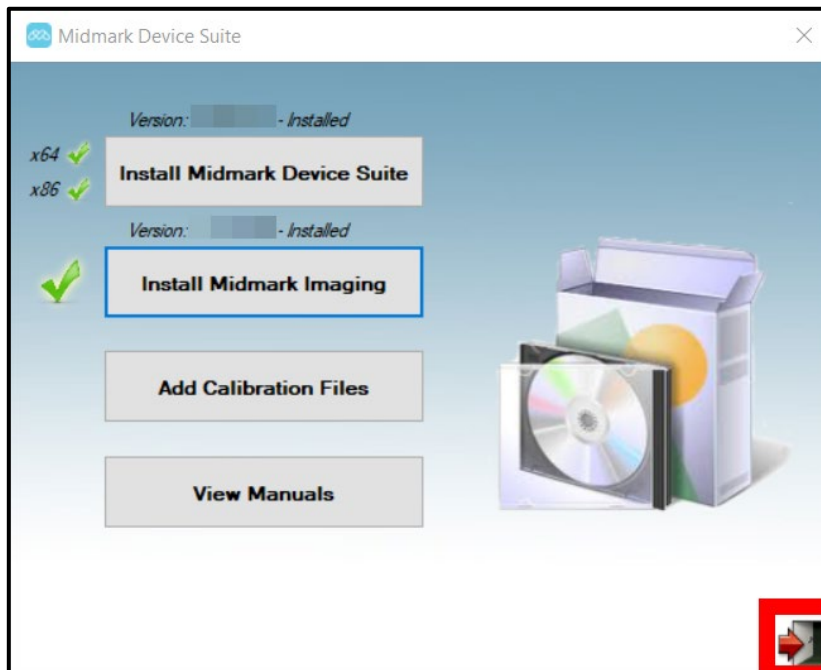 Midmark Device Suite
Version: - Installed
x64
Install Midmark Device Suite
x86
Version: - Installed
Install Midmark Imaging
Add Calibration Files
View Manuals